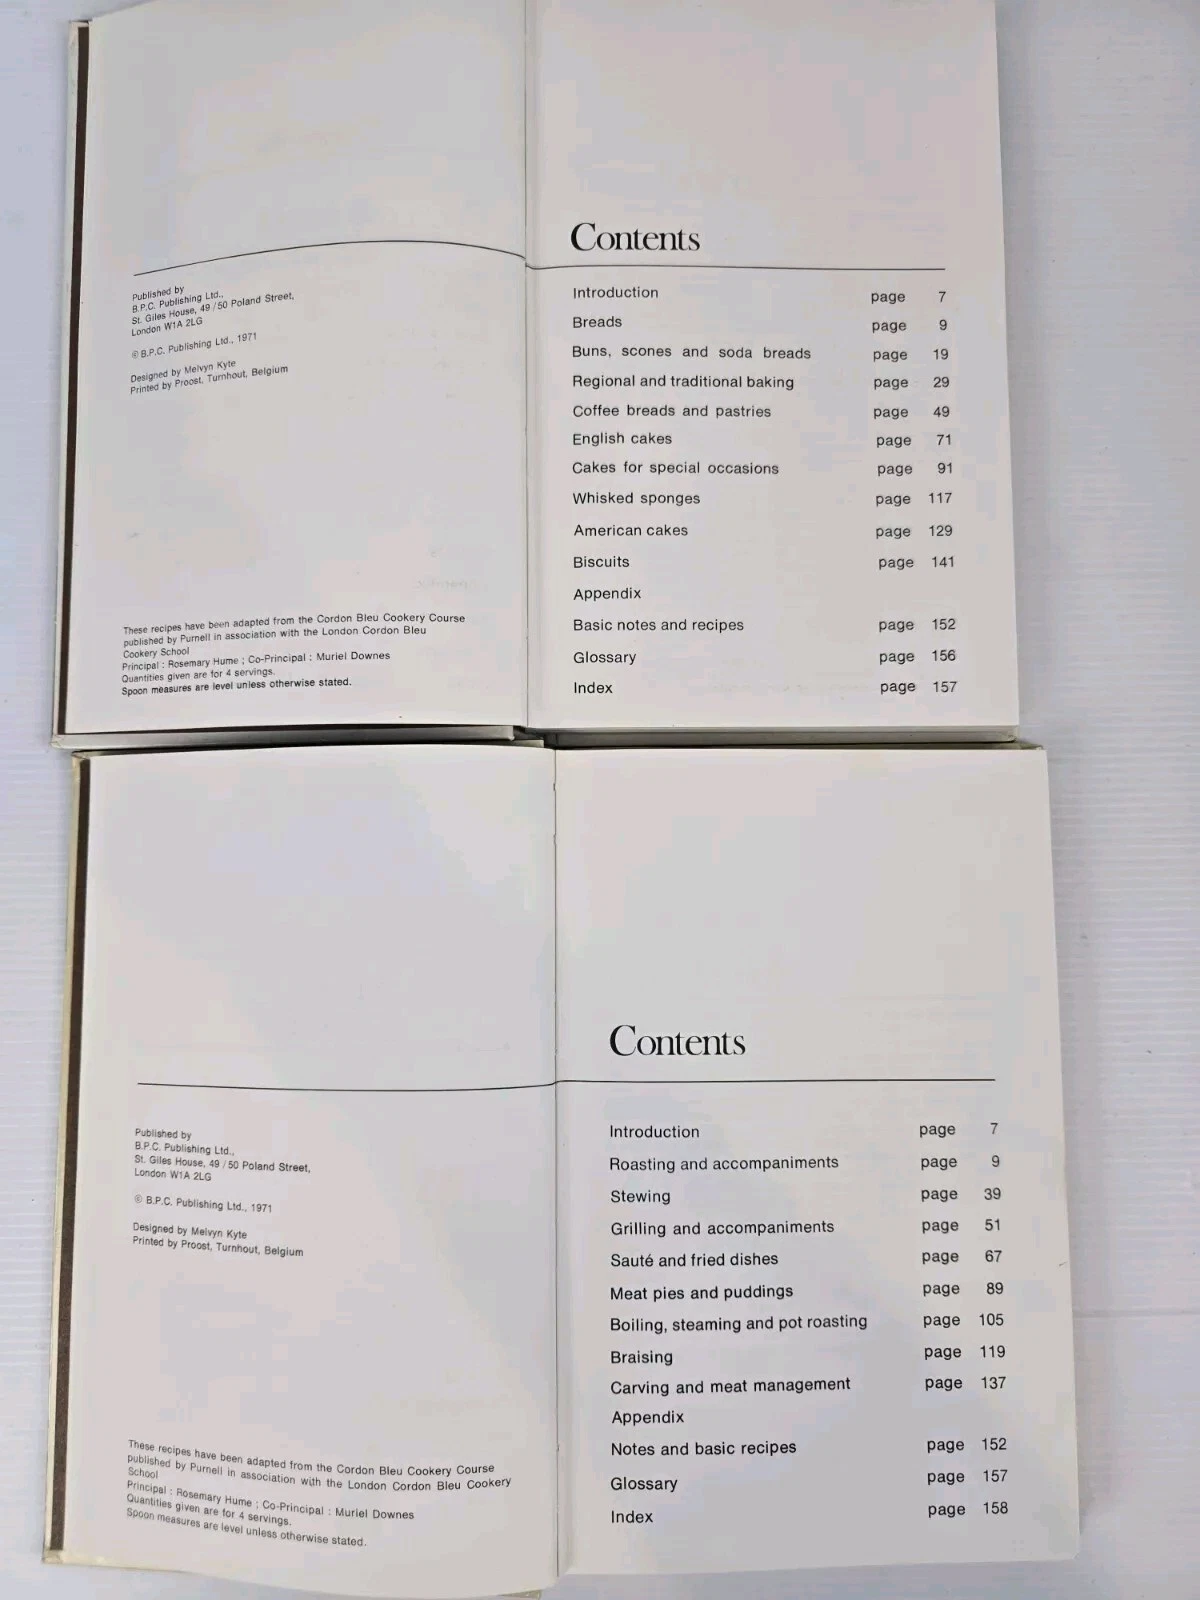 Published by
B.P.C. Publishing Ltd.,
St. Giles House, 49/50 Poland Street,
London W1A 2LG
© B.P.C. Publishing Ltd., 1971
Designed by Melvyn Kyte
Printed by Proost, Turnhout, Belgium
These recipes have been adapted from the Cordon Bleu Cookery Course
published by Purnell in association with the London Cordon Bleu
Cookery School
Principal : Rosemary Hume ; Co-Principal : Muriel Downes
Quantities given are for 4 servings.
Spoon measures are level unless otherwise stated.
Contents
Introduction page 7
Breads page 9
Buns, scones and soda breads page 19
Regional and traditional baking page 29
Coffee breads and pastries page 49
English cakes page 71
Cakes for special occasions page 91
Whisked sponges page 117
American cakes page 129
Biscuits page 141
Appendix
Basic notes and recipes page 152
Glossary page 156
Index page 157
Published by
B.P.C. Publishing Ltd.,
St. Giles House, 49/50 Poland Street,
London W1A 2LG
© B.P.C. Publishing Ltd., 1971
Designed by Melvyn Kyte
Printed by Proost, Turnhout, Belgium
These recipes have been adapted from the Cordon Bleu Cookery Course
published by Purnell in association with the London Cordon Bleu Cookery
School
Principal : Rosemary Hume ; Co-Principal : Muriel Downes
Quantities given are for 4 servings.
Spoon measures are level unless otherwise stated.
Contents
Introduction page 7
Roasting and accompaniments page 9
Stewing page 39
Grilling and accompaniments page 51
Sauté and fried dishes page 67
Meat pies and puddings page 89
Boiling, steaming and pot roasting page 105
Braising page 119
Carving and meat management page 137
Appendix
Notes and basic recipes page 152
Glossary page 157
Index page 158